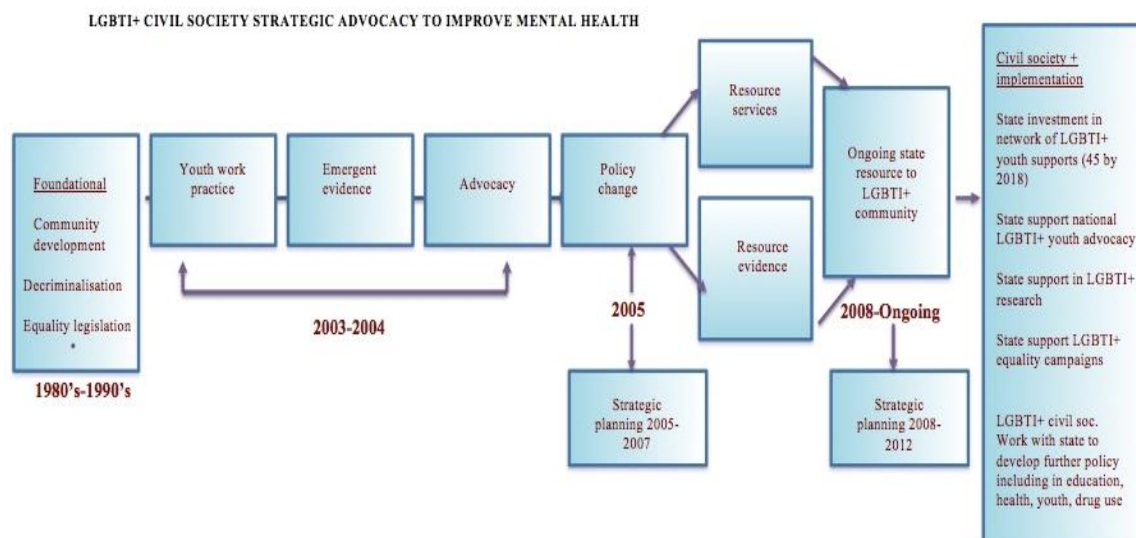 LGBTI+ CIVIL SOCIETY STRATEGIC ADVOCACY TO IMPROVE MENTAL HEALTH
Foundational
Community
development
Decriminalisation
Equality legislation
1980’s-1990’s
Youth work
practice
Emergent
evidence
Advocacy
2003-2004
Policy
change
2005
Strategic
planning 2005-
2007
Resource
services
Resource
evidence
Ongoing state
resource to
LGBTI+
community
2008-Ongoing
Strategic
planning 2008-
2012
Civil society +
implementation
State investment in
network of LGBTI+
youth supports (45 by
2018)
State support national
LGBTI+ youth advocacy
State support in LGBTI+
research
State support LGBTI+
equality campaigns
LGBTI+ civil soc.
Work with state to
develop further policy
including in education,
health, youth, drug use